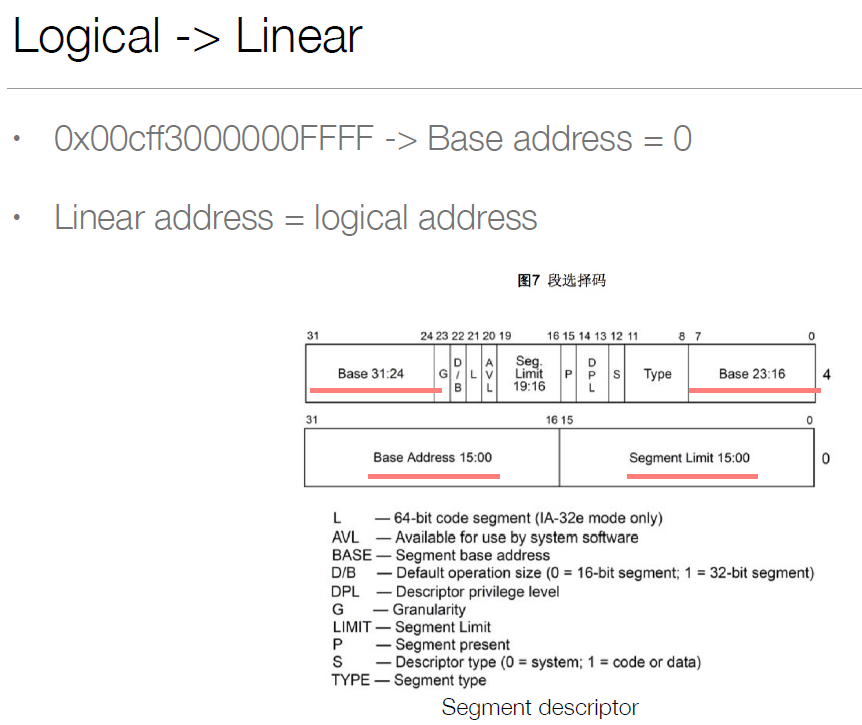 Logical -> Linear
• 0x00cff3000000FFFF -> Base address = 0
• Linear address = logical address
图7 段选择码
31 24 23 22 21 20 19 16 15 14 13 12 11 8 7 0
Base 31:24 G D/B L AVL Seg. Limit 19:16 P DPL S Type Base 23:16 4
31 16 15 0
Base Address 15:00 Segment Limit 15:00 0
L — 64-bit code segment (IA-32e mode only)
AVL — Available for use by system software
BASE — Segment base address
D/B — Default operation size (0 = 16-bit segment; 1 = 32-bit segment)
DPL — Descriptor privilege level
G — Granularity
LIMIT — Segment Limit
P — Segment present
S — Descriptor type (0 = system; 1 = code or data)
TYPE — Segment type
Segment descriptor